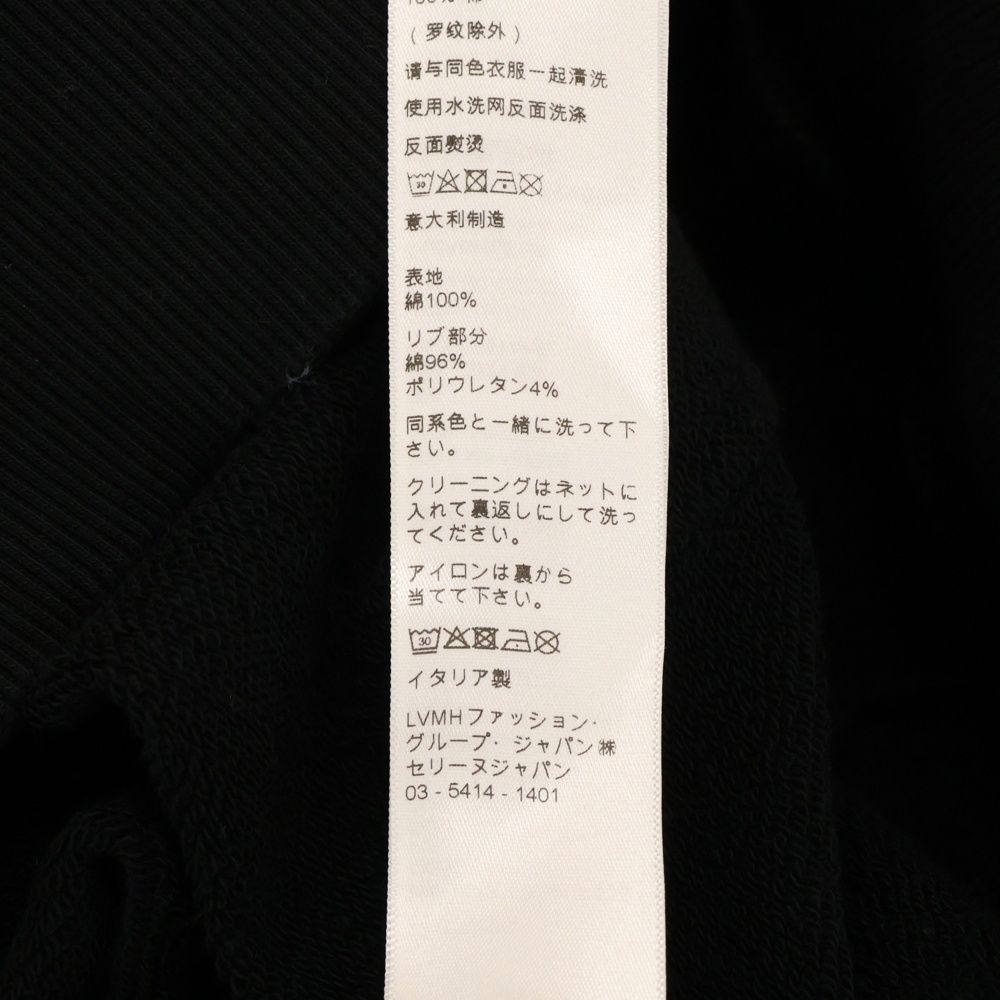 100% 棉
（罗纹除外）
请与同色衣服一起清洗
使用水洗网反面洗涤
反面熨烫
30
意大利制造
表地
綿100%
リブ部分
綿96%
ポリウレタン4%
同系色と一緒に洗って下
さい。
クリーニングはネットに
入れて裏返しにして洗っ
てください。
アイロンは裏から
当てて下さい。
30
イタリア製
LVMHファッション・
グループ・ジャパン㈱
セリーヌジャパン
03 - 5414 - 1401